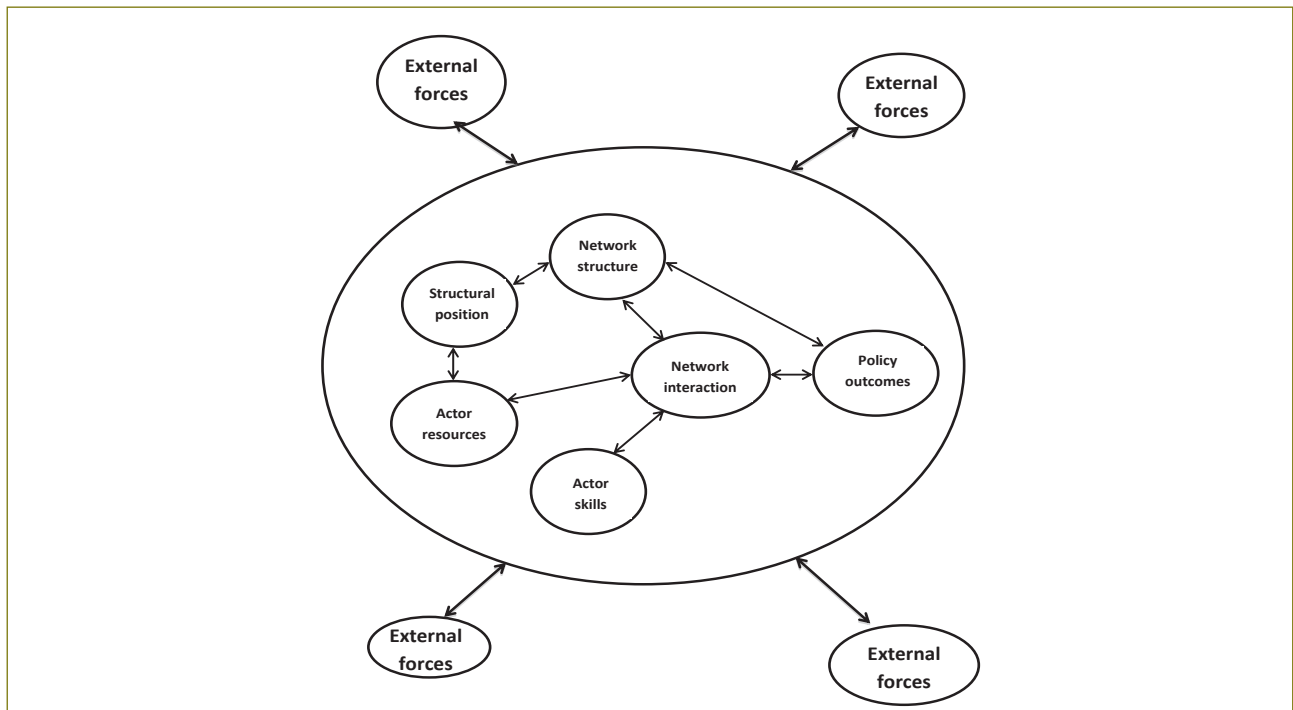 External
forces
External
forces
Network
structure
Structural
position
Network
interaction
Policy
outcomes
Actor
resources
Actor
skills
External
forces
External
forces